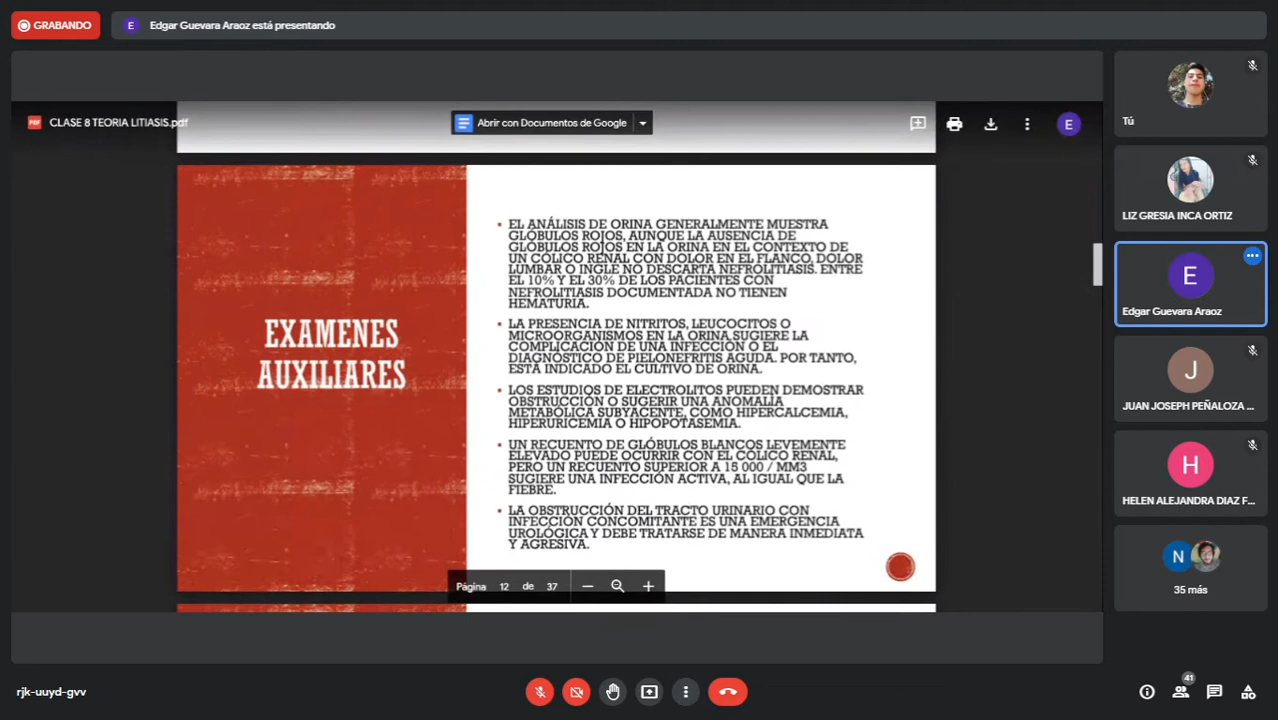 GRABANDO
E
Edgar Guevara Araoz está presentando
PDF
CLASE 8 TEORIA LITIASIS.pdf
Abrir con Documentos de Google
E
EXAMENES
AUXILIARES
EL ANÁLISIS DE ORINA GENERALMENTE MUESTRA
GLÓBULOS ROJOS, AUNQUE LA AUSENCIA DE
GLÓBULOS ROJOS EN LA ORINA EN EL CONTEXTO DE
UN CÓLICO RENAL CON DOLOR EN EL FLANCO, DOLOR
LUMBAR O INGLE NO DESCARTA NEFROLITIASIS. ENTRE
EL 10% Y EL 30% DE LOS PACIENTES CON
NEFROLITIASIS DOCUMENTADA NO TIENEN
HEMATURIA.
LA PRESENCIA DE NITRITOS, LEUCOCITOS O
MICROORGANISMOS EN LA ORINA SUGIERE LA
COMPLICACIÓN DE UNA INFECCIÓN O EL
DIAGNÓSTICO DE PIELONEFRITIS AGUDA. POR TANTO,
ESTÁ INDICADO EL CULTIVO DE ORINA.
LOS ESTUDIOS DE ELECTROLITOS PUEDEN DEMOSTRAR
OBSTRUCCIÓN O SUGERIR UNA ANOMALÍA
METABÓLICA SUBYACENTE, COMO HIPERCALCEMIA,
HIPERURICEMIA O HIPOPOTASEMIA.
UN RECUENTO DE GLÓBULOS BLANCOS LEVEMENTE
ELEVADO PUEDE OCURRIR CON EL CÓLICO RENAL,
PERO UN RECUENTO SUPERIOR A 15 000 / MM3
SUGIERE UNA INFECCIÓN ACTIVA, AL IGUAL QUE LA
FIEBRE.
LA OBSTRUCCIÓN DEL TRACTO URINARIO CON
INFECCIÓN CONCOMITANTE ES UNA EMERGENCIA
UROLÓGICA Y DEBE TRATARSE DE MANERA INMEDIATA
Y AGRESIVA.
Página 12 de 37
Tú
LIZ GRESIA INCA ORTIZ
E
Edgar Guevara Araoz
J
JUAN JOSEPH PEÑALOZA ...
H
HELEN ALEJANDRA DIAZ F...
N
35 más
rjk-uuyd-gvv
41